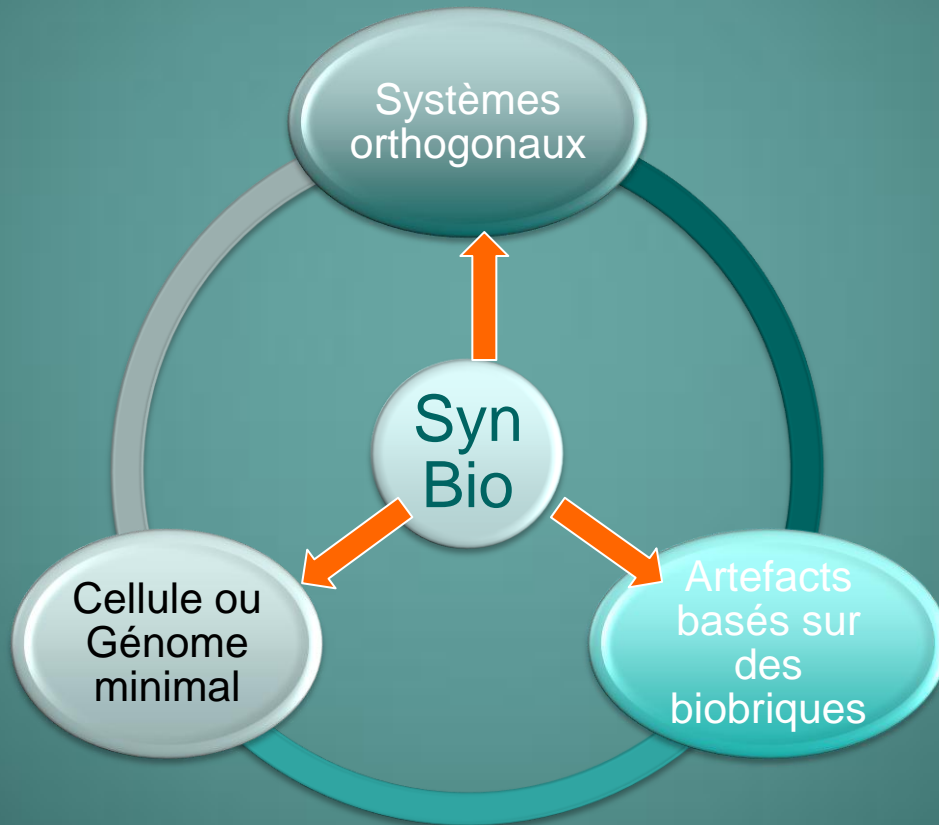 Systèmes
orthogonaux
Syn
Bio
Cellule ou
Génome
minimal
Artefacts
basés sur
des
biobriques